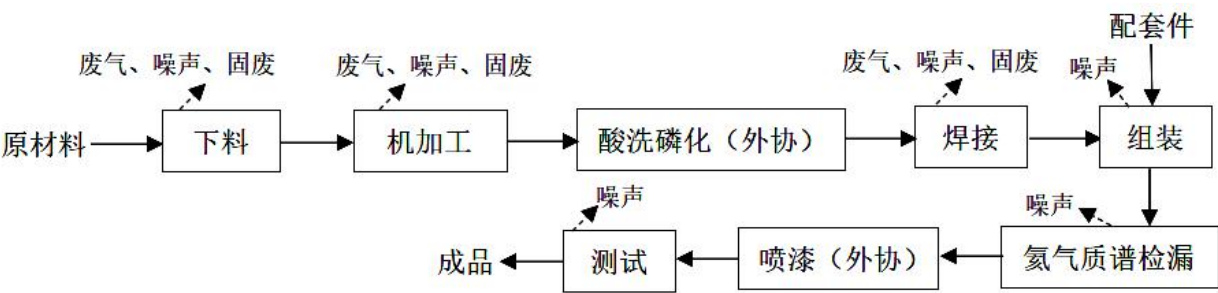 配套件
废气、噪声、固废
废气、噪声、固废
废气、噪声、固废
噪声
原材料
下料
机加工
酸洗磷化（外协）
焊接
组装
噪声
噪声
成品
测试
喷漆（外协）
氦气质谱检漏